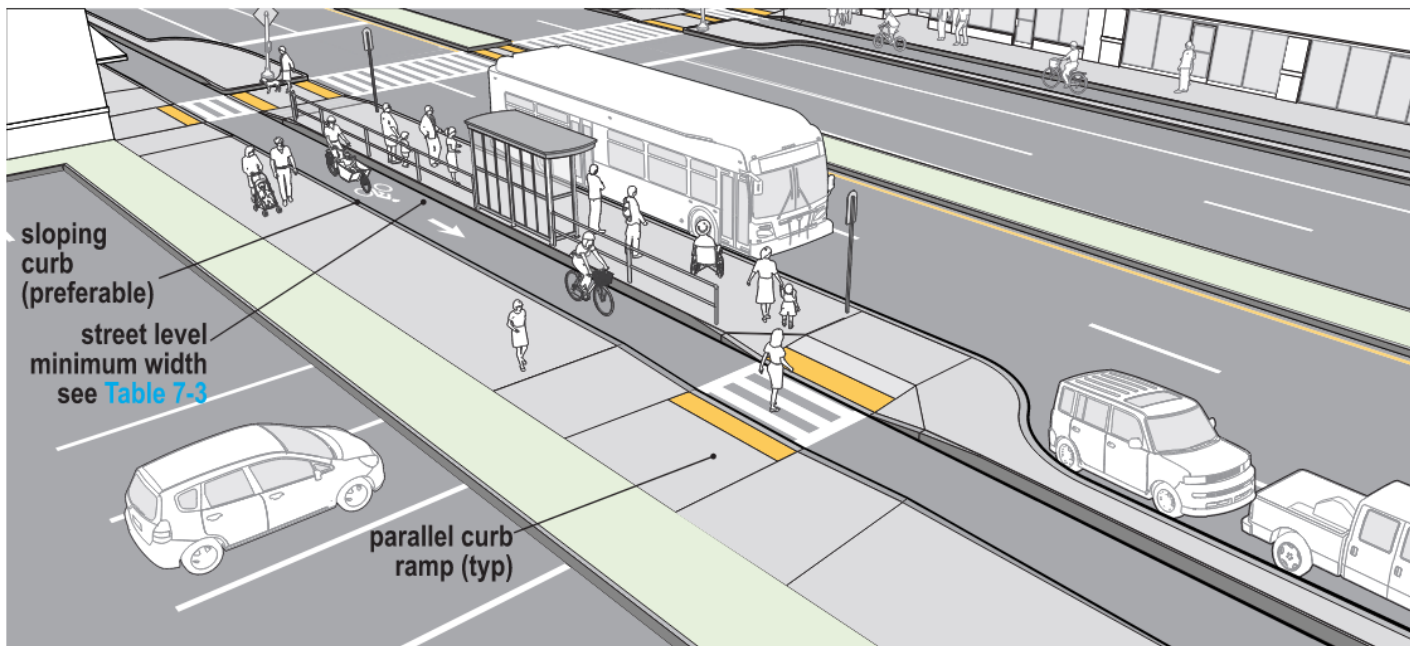 sloping
curb
(preferable)
street level
minimum width
see Table 7-3
parallel curb
ramp (typ)